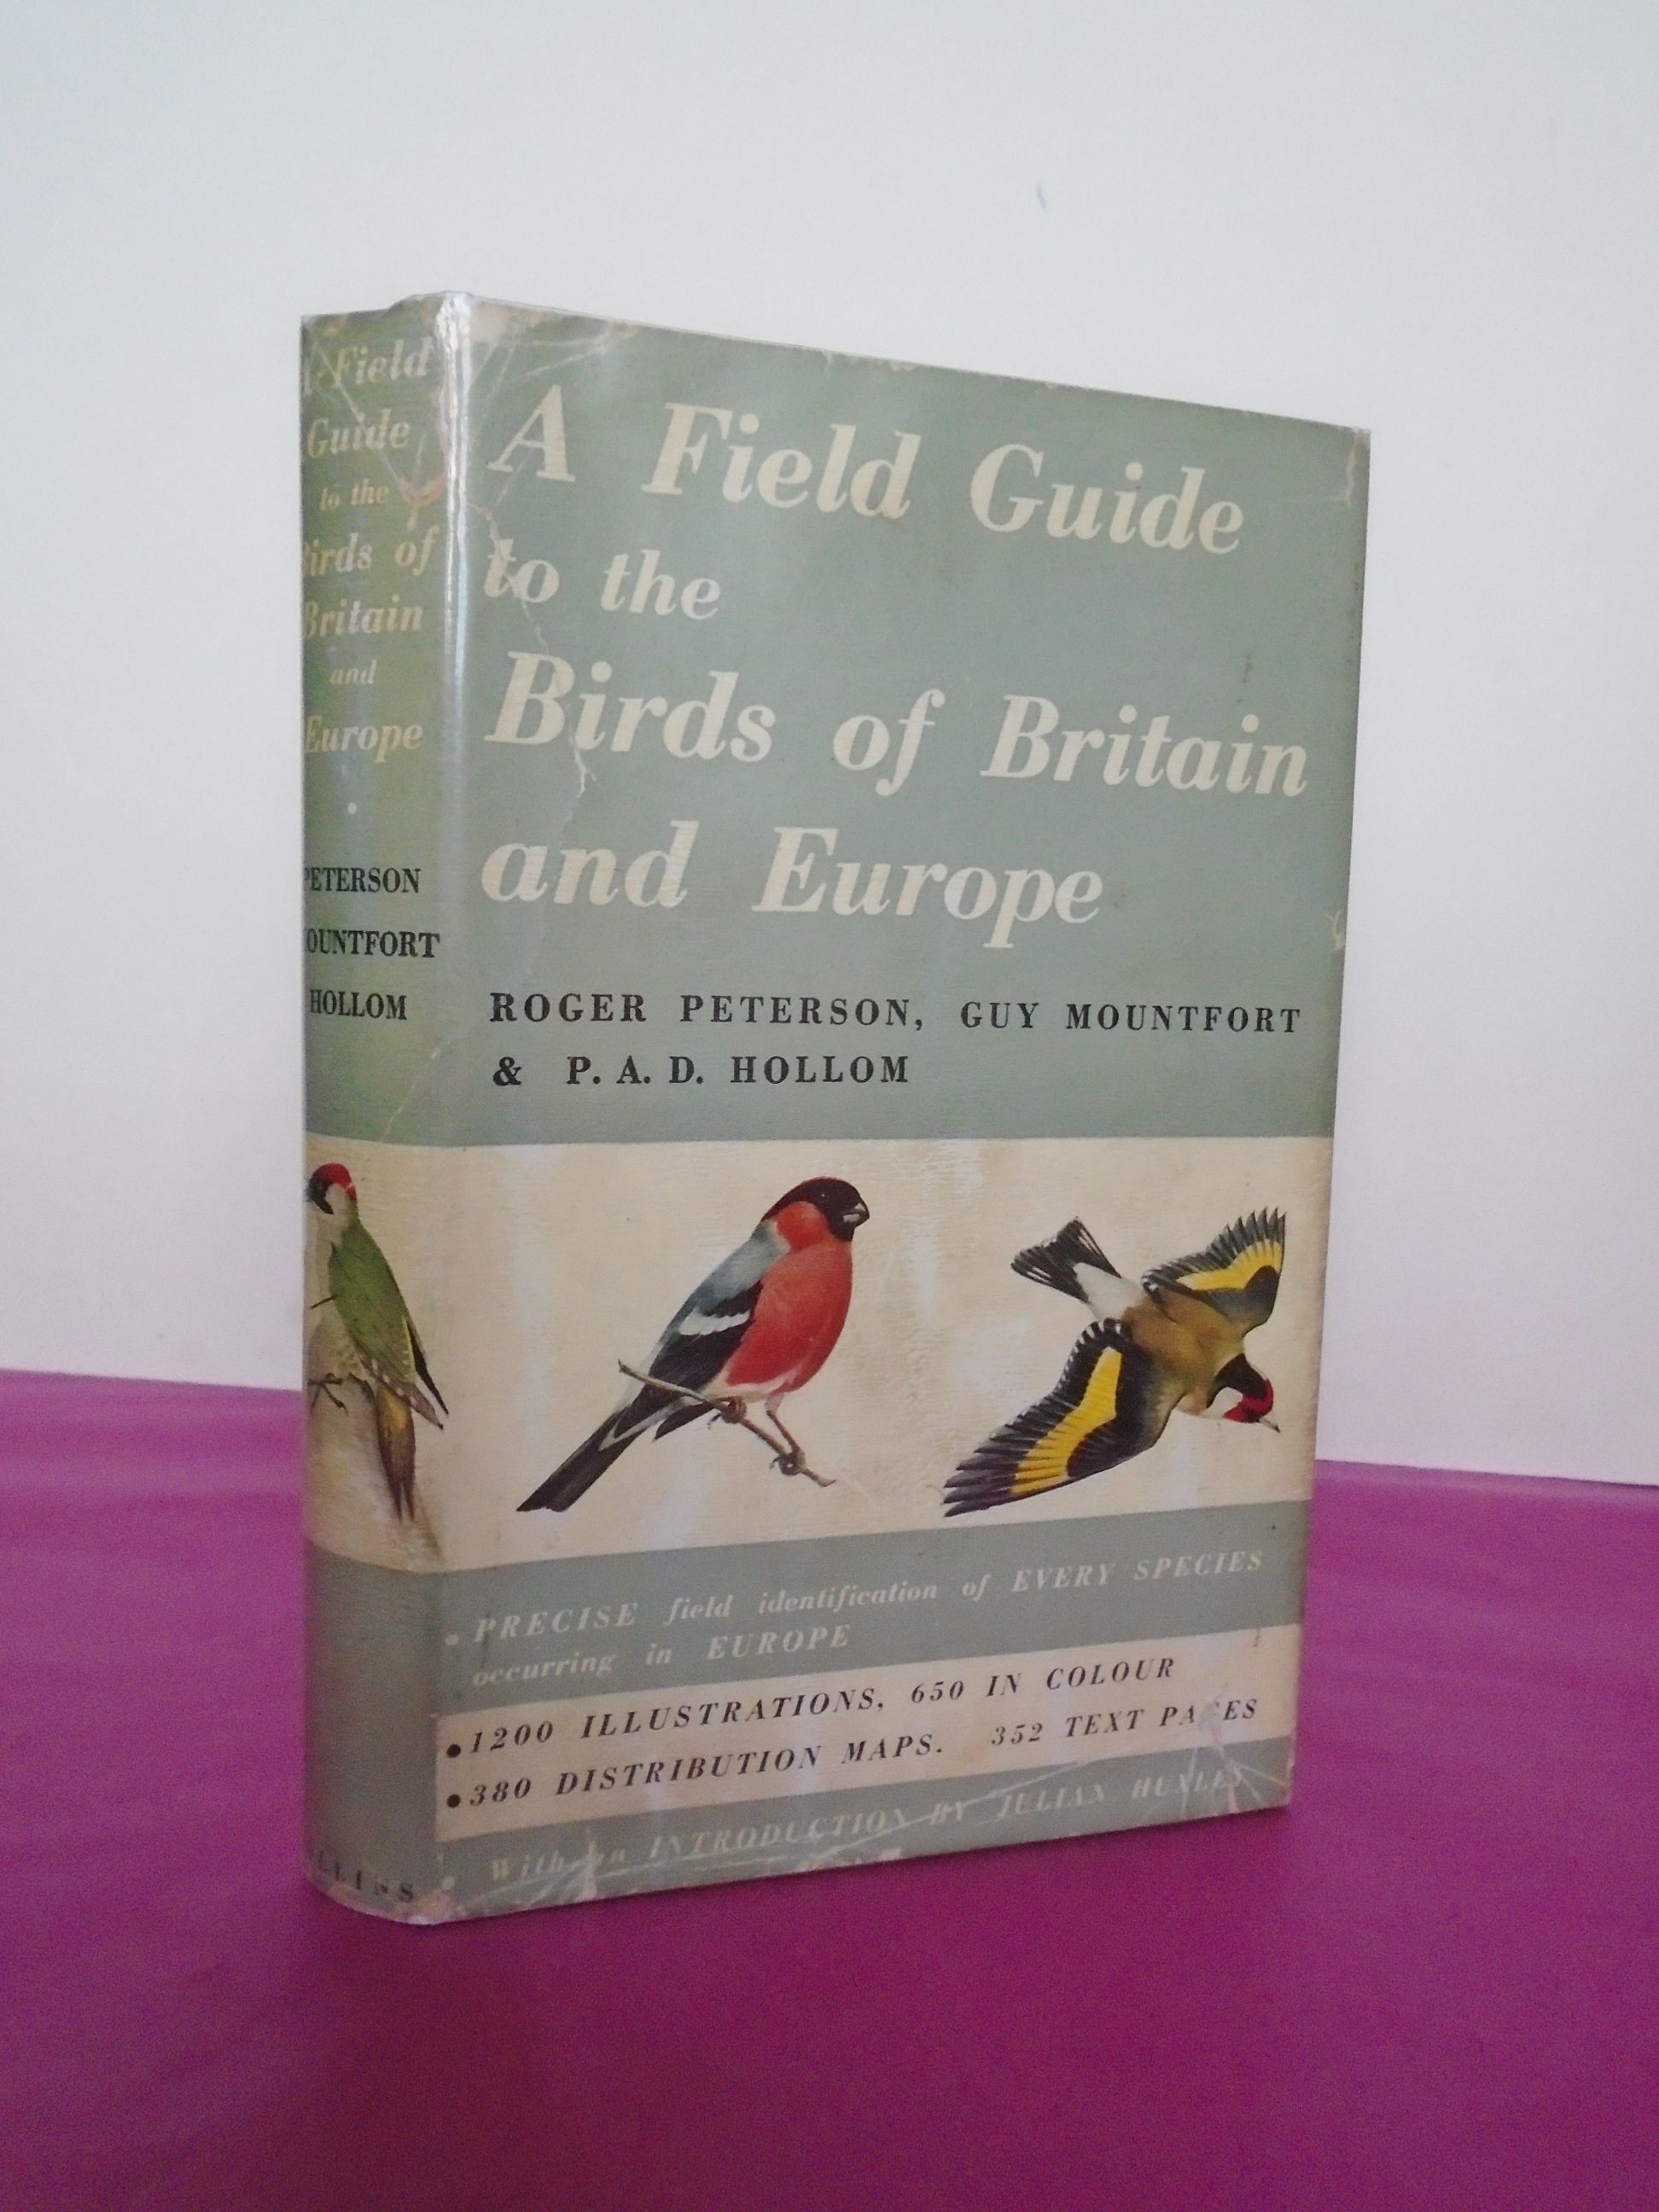 Field
Guide
to the
Birds of
Britain
and
Europe
PETERSON
MOUNTFORT
HOLLOM
COLLINS
A Field Guide
to the
Birds of Britain
and Europe
ROGER PETERSON, GUY MOUNTFORT
& P. A. D. HOLLOM
• PRECISE field identification of EVERY SPECIES
occurring in EUROPE
• 1200 ILLUSTRATIONS, 650 IN COLOUR
• 380 DISTRIBUTION MAPS. 352 TEXT PAGES
• With an INTRODUCTION BY JULIAN HUXLEY